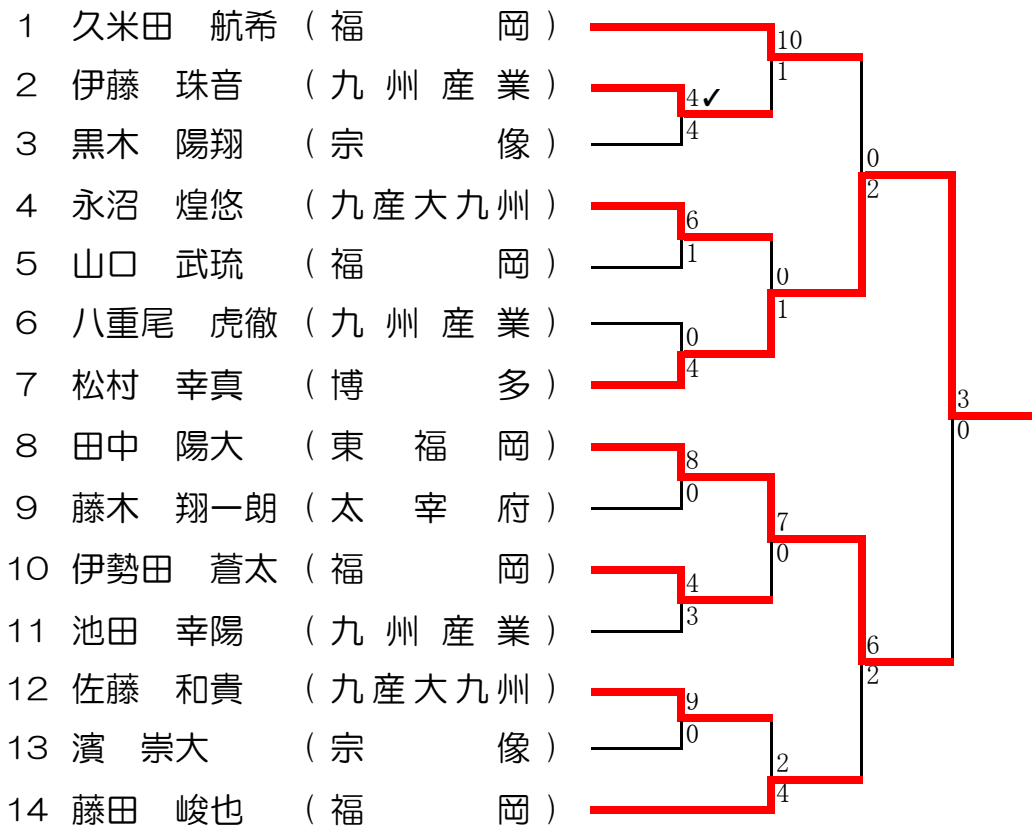 1 久米田 航希 (福 岡) 10
2 伊藤 珠音 (九州産業) 1
4✓
3 黒木 陽翔 (宗 像) 4
0
4 永沼 煌悠 (九産大九州) 2
6
5 山口 武琉 (福 岡) 1
0
6 八重尾 虎徹 (九州産業) 1
0
7 松村 幸真 (博 多) 4
3
0
8 田中 陽大 (東福岡) 8
9 藤木 翔一朗 (太宰府) 0
7
0
10 伊勢田 蒼太 (福 岡) 4
11 池田 幸陽 (九州産業) 3
6
2
12 佐藤 和貴 (九産大九州) 9
13 濱 崇大 (宗 像) 0
2
14 藤田 峻也 (福 岡) 4